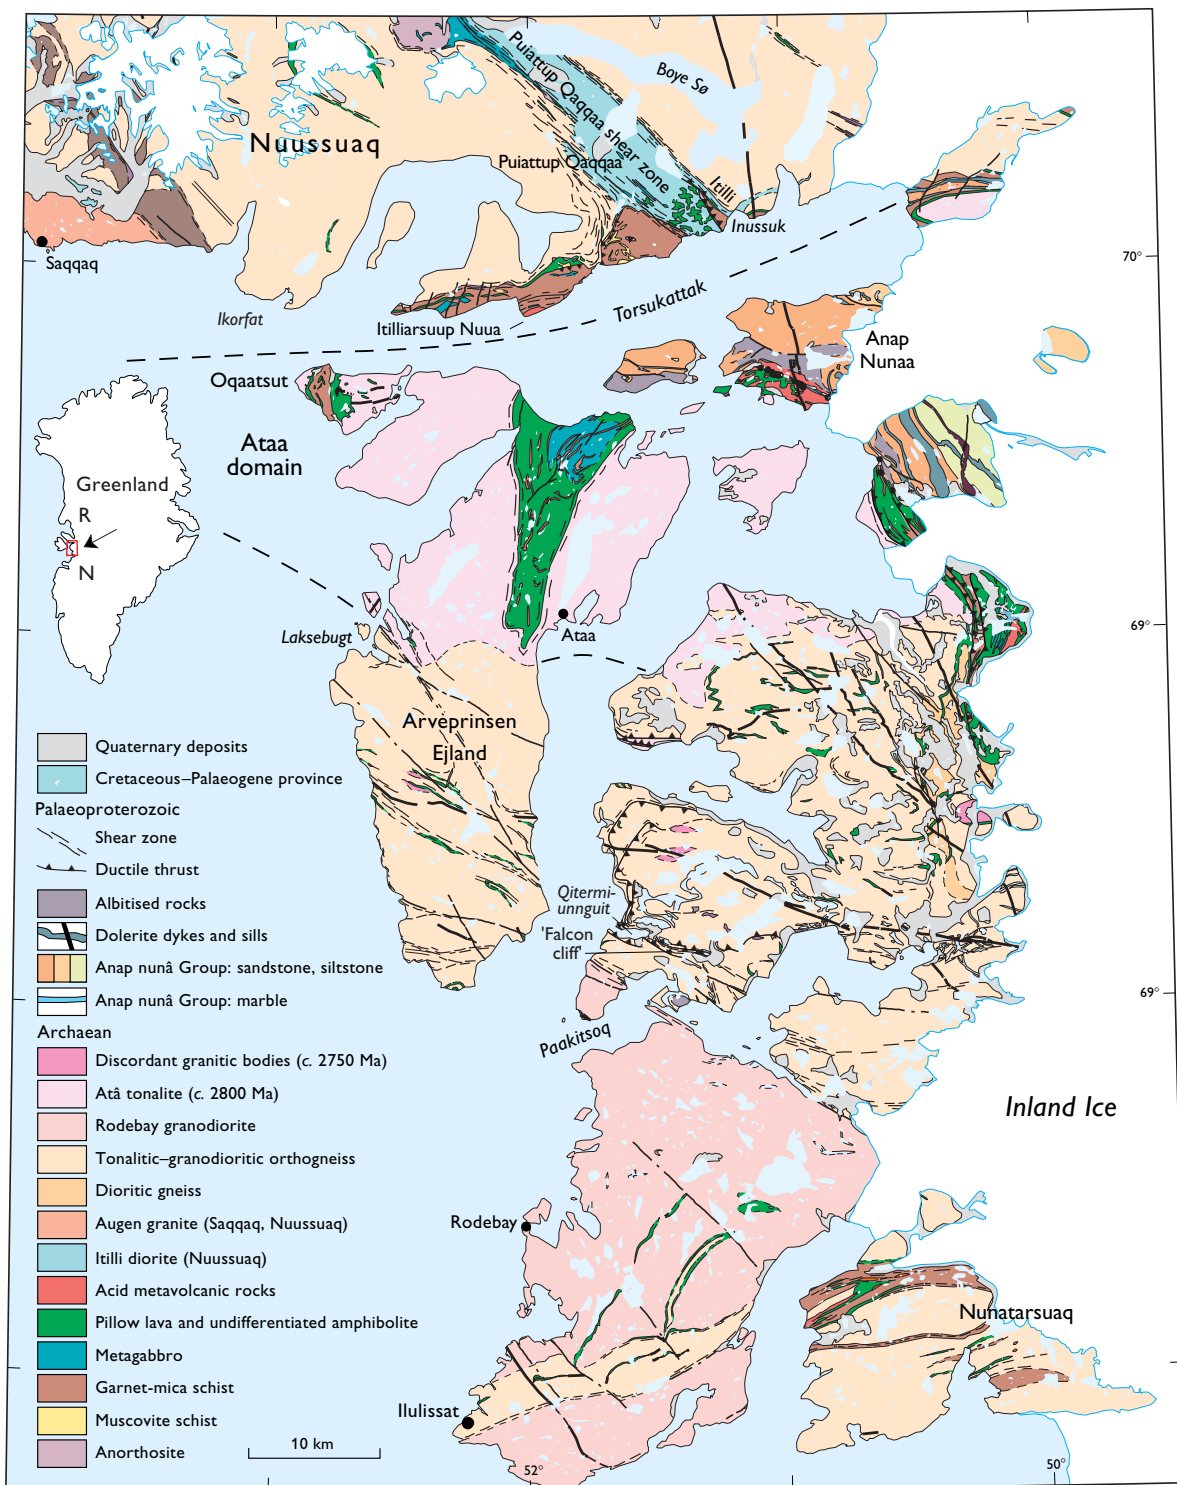 Puiattup Qaqqaa shear zone
Boye Sø
Nuussuaq
Puiattup Qaqqaa
Itilli
Inussuk
Saqqaq
70°
Ikorfat
Torsukattak
Itilliarsuup Nuua
Anap
Nunaa
Oqaatsut
Ataa
domain
Greenland
R
N
Laksebugt
Ataa
69°
Arveprinsen
Ejland
Quaternary deposits
Cretaceous–Palaeogene province
Palaeoproterozoic
Shear zone
Ductile thrust
Albitised rocks
Dolerite dykes and sills
Anap nunâ Group: sandstone, siltstone
Anap nunâ Group: marble
Archaean
Discordant granitic bodies (c. 2750 Ma)
Atâ tonalite (c. 2800 Ma)
Rodebay granodiorite
Tonalitic–granodioritic orthogneiss
Dioritic gneiss
Augen granite (Saqqaq, Nuussuaq)
Itilli diorite (Nuussuaq)
Acid metavolcanic rocks
Pillow lava and undifferentiated amphibolite
Metagabbro
Garnet-mica schist
Muscovite schist
Anorthosite
Qitermi-
unnguit
'Falcon
cliff'
69°
Paakitsoq
Inland Ice
Rodebay
Nunatarsuaq
Ilulissat
10 km
52°
50°